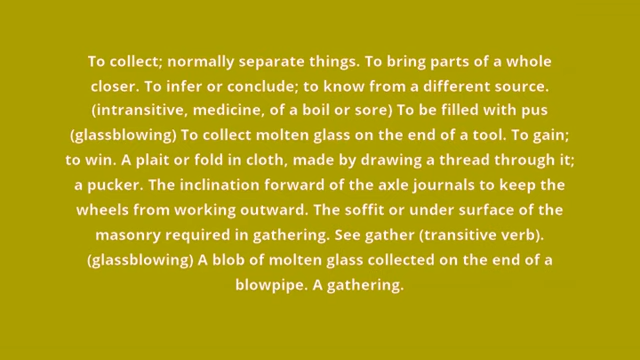 To collect; normally separate things. To bring parts of a whole
closer. To infer or conclude; to know from a different source.
(intransitive, medicine, of a boil or sore) To be filled with pus
(glassblowing) To collect molten glass on the end of a tool. To gain;
to win. A plait or fold in cloth, made by drawing a thread through it;
a pucker. The inclination forward of the axle journals to keep the
wheels from working outward. The soffit or under surface of the
masonry required in gathering. See gather (transitive verb).
(glassblowing) A blob of molten glass collected on the end of a
blowpipe. A gathering.